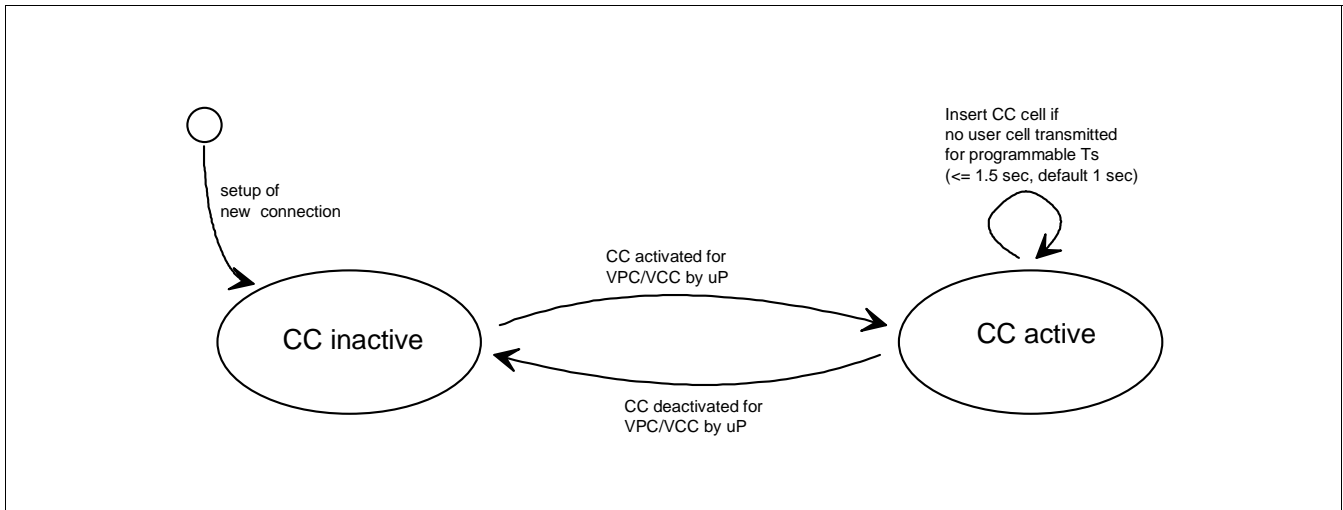 Insert CC cell if
no user cell transmitted
for programmable Ts
(<= 1.5 sec, default 1 sec)
setup of
new connection
CC activated for
VPC/VCC by uP
CC inactive
CC active
CC deactivated for
VPC/VCC by uP